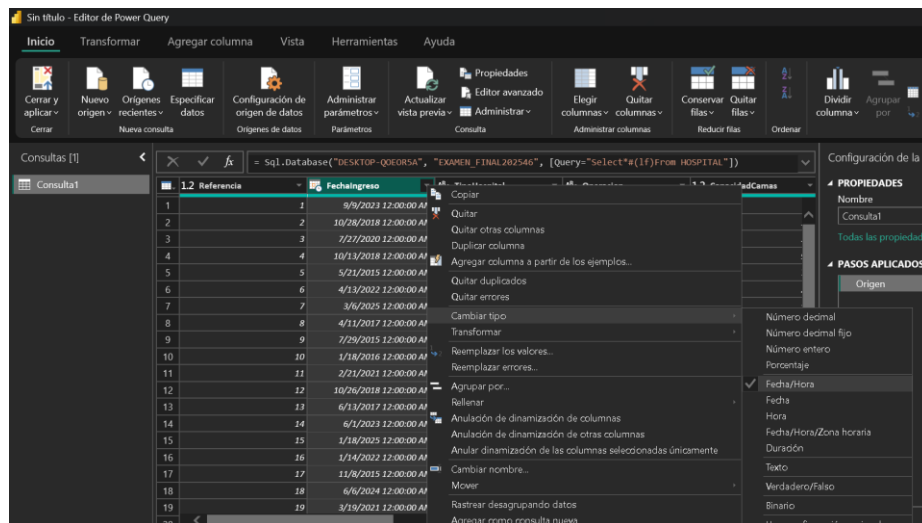 Sin título - Editor de Power Query
Inicio Transformar Agregar columna Vista Herramientas Ayuda
Cerrar y aplicar
Nuevo origen
Orígenes recientes
Especificar datos
Configuración de origen de datos
Administrar parámetros
Actualizar vista previa
Propiedades
Editor avanzado
Administrar
Elegir columnas
Quitar columnas
Conservar filas
Quitar filas
Dividir columna
Agrupar por
Cerrar Nueva consulta Orígenes de datos Parámetros Consulta Administrar columnas Reducir filas Ordenar
Consultas [1]
Consulta1
fx = Sql.Database("DESKTOP-QOEOR5A", "EXAMEN_FINAL202546", [Query="Select*#(lf)From HOSPITAL"])
1.2 Referencia FechaIngreso
1 1 9/9/2023 12:00:00 AM
2 2 10/28/2018 12:00:00 AM
3 3 7/27/2020 12:00:00 AM
4 4 10/13/2018 12:00:00 AM
5 5 5/21/2015 12:00:00 AM
6 6 4/13/2022 12:00:00 AM
7 7 3/6/2025 12:00:00 AM
8 8 4/11/2017 12:00:00 AM
9 9 7/29/2015 12:00:00 AM
10 10 1/18/2016 12:00:00 AM
11 11 2/21/2021 12:00:00 AM
12 12 10/26/2018 12:00:00 AM
13 13 6/13/2017 12:00:00 AM
14 14 6/1/2023 12:00:00 AM
15 15 1/18/2025 12:00:00 AM
16 16 1/14/2022 12:00:00 AM
17 17 11/8/2015 12:00:00 AM
18 18 6/6/2024 12:00:00 AM
19 19 3/19/2021 12:00:00 AM
Copiar
Quitar
Quitar otras columnas
Duplicar columna
Agregar columna a partir de los ejemplos...
Quitar duplicados
Quitar errores
Cambiar tipo
Transformar
Reemplazar los valores...
Reemplazar errores...
Agrupar por...
Rellenar
Anulación de dinamización de columnas
Anulación de dinamización de otras columnas
Anular dinamización de las columnas seleccionadas únicamente
Cambiar nombre...
Mover
Rastrear desagrupando datos
Agregar como consulta nueva
Número decimal
Número decimal fijo
Número entero
Porcentaje
Fecha/Hora
Fecha
Hora
Fecha/Hora/Zona horaria
Duración
Texto
Verdadero/Falso
Binario
Configuración de la
PROPIEDADES
Nombre
Consulta1
Todas las propiedad
PASOS APLICADOS
Origen